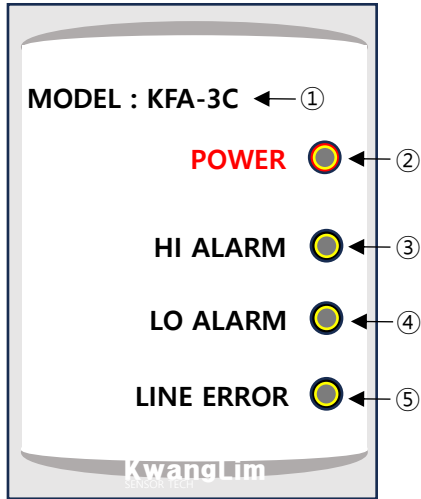 MODEL : KFA-3C ①
POWER ②
HI ALARM ③
LO ALARM ④
LINE ERROR ⑤
KwangLim
SENSOR TECH